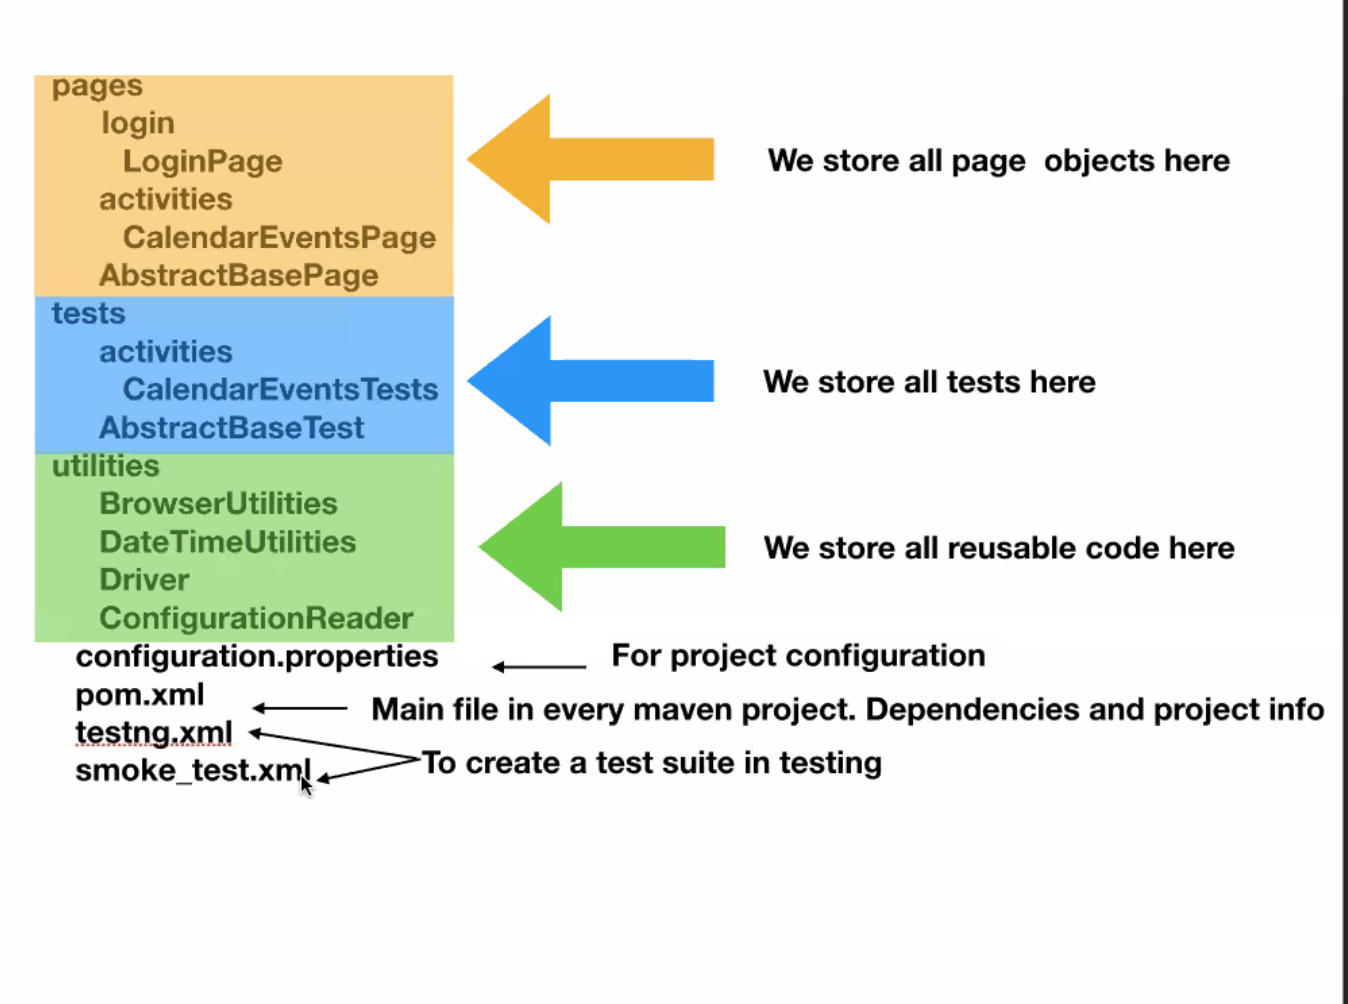 pages
login
LoginPage
activities
CalendarEventsPage
AbstractBasePage
We store all page objects here
tests
activities
CalendarEventsTests
AbstractBaseTest
We store all tests here
utilities
BrowserUtilities
DateTimeUtilities
Driver
ConfigurationReader
We store all reusable code here
configuration.properties
For project configuration
pom.xml
Main file in every maven project. Dependencies and project info
testng.xml
smoke_test.xml
To create a test suite in testing